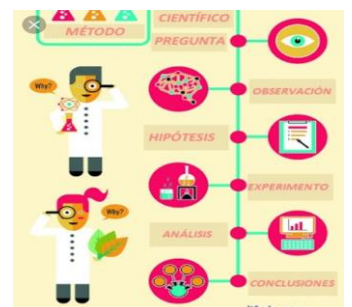 CIENTÍFICO
MÉTODO
PREGUNTA
Why?
OBSERVACIÓN
HIPÓTESIS
EXPERIMENTO
Why?
ANÁLISIS
CONCLUSIONES